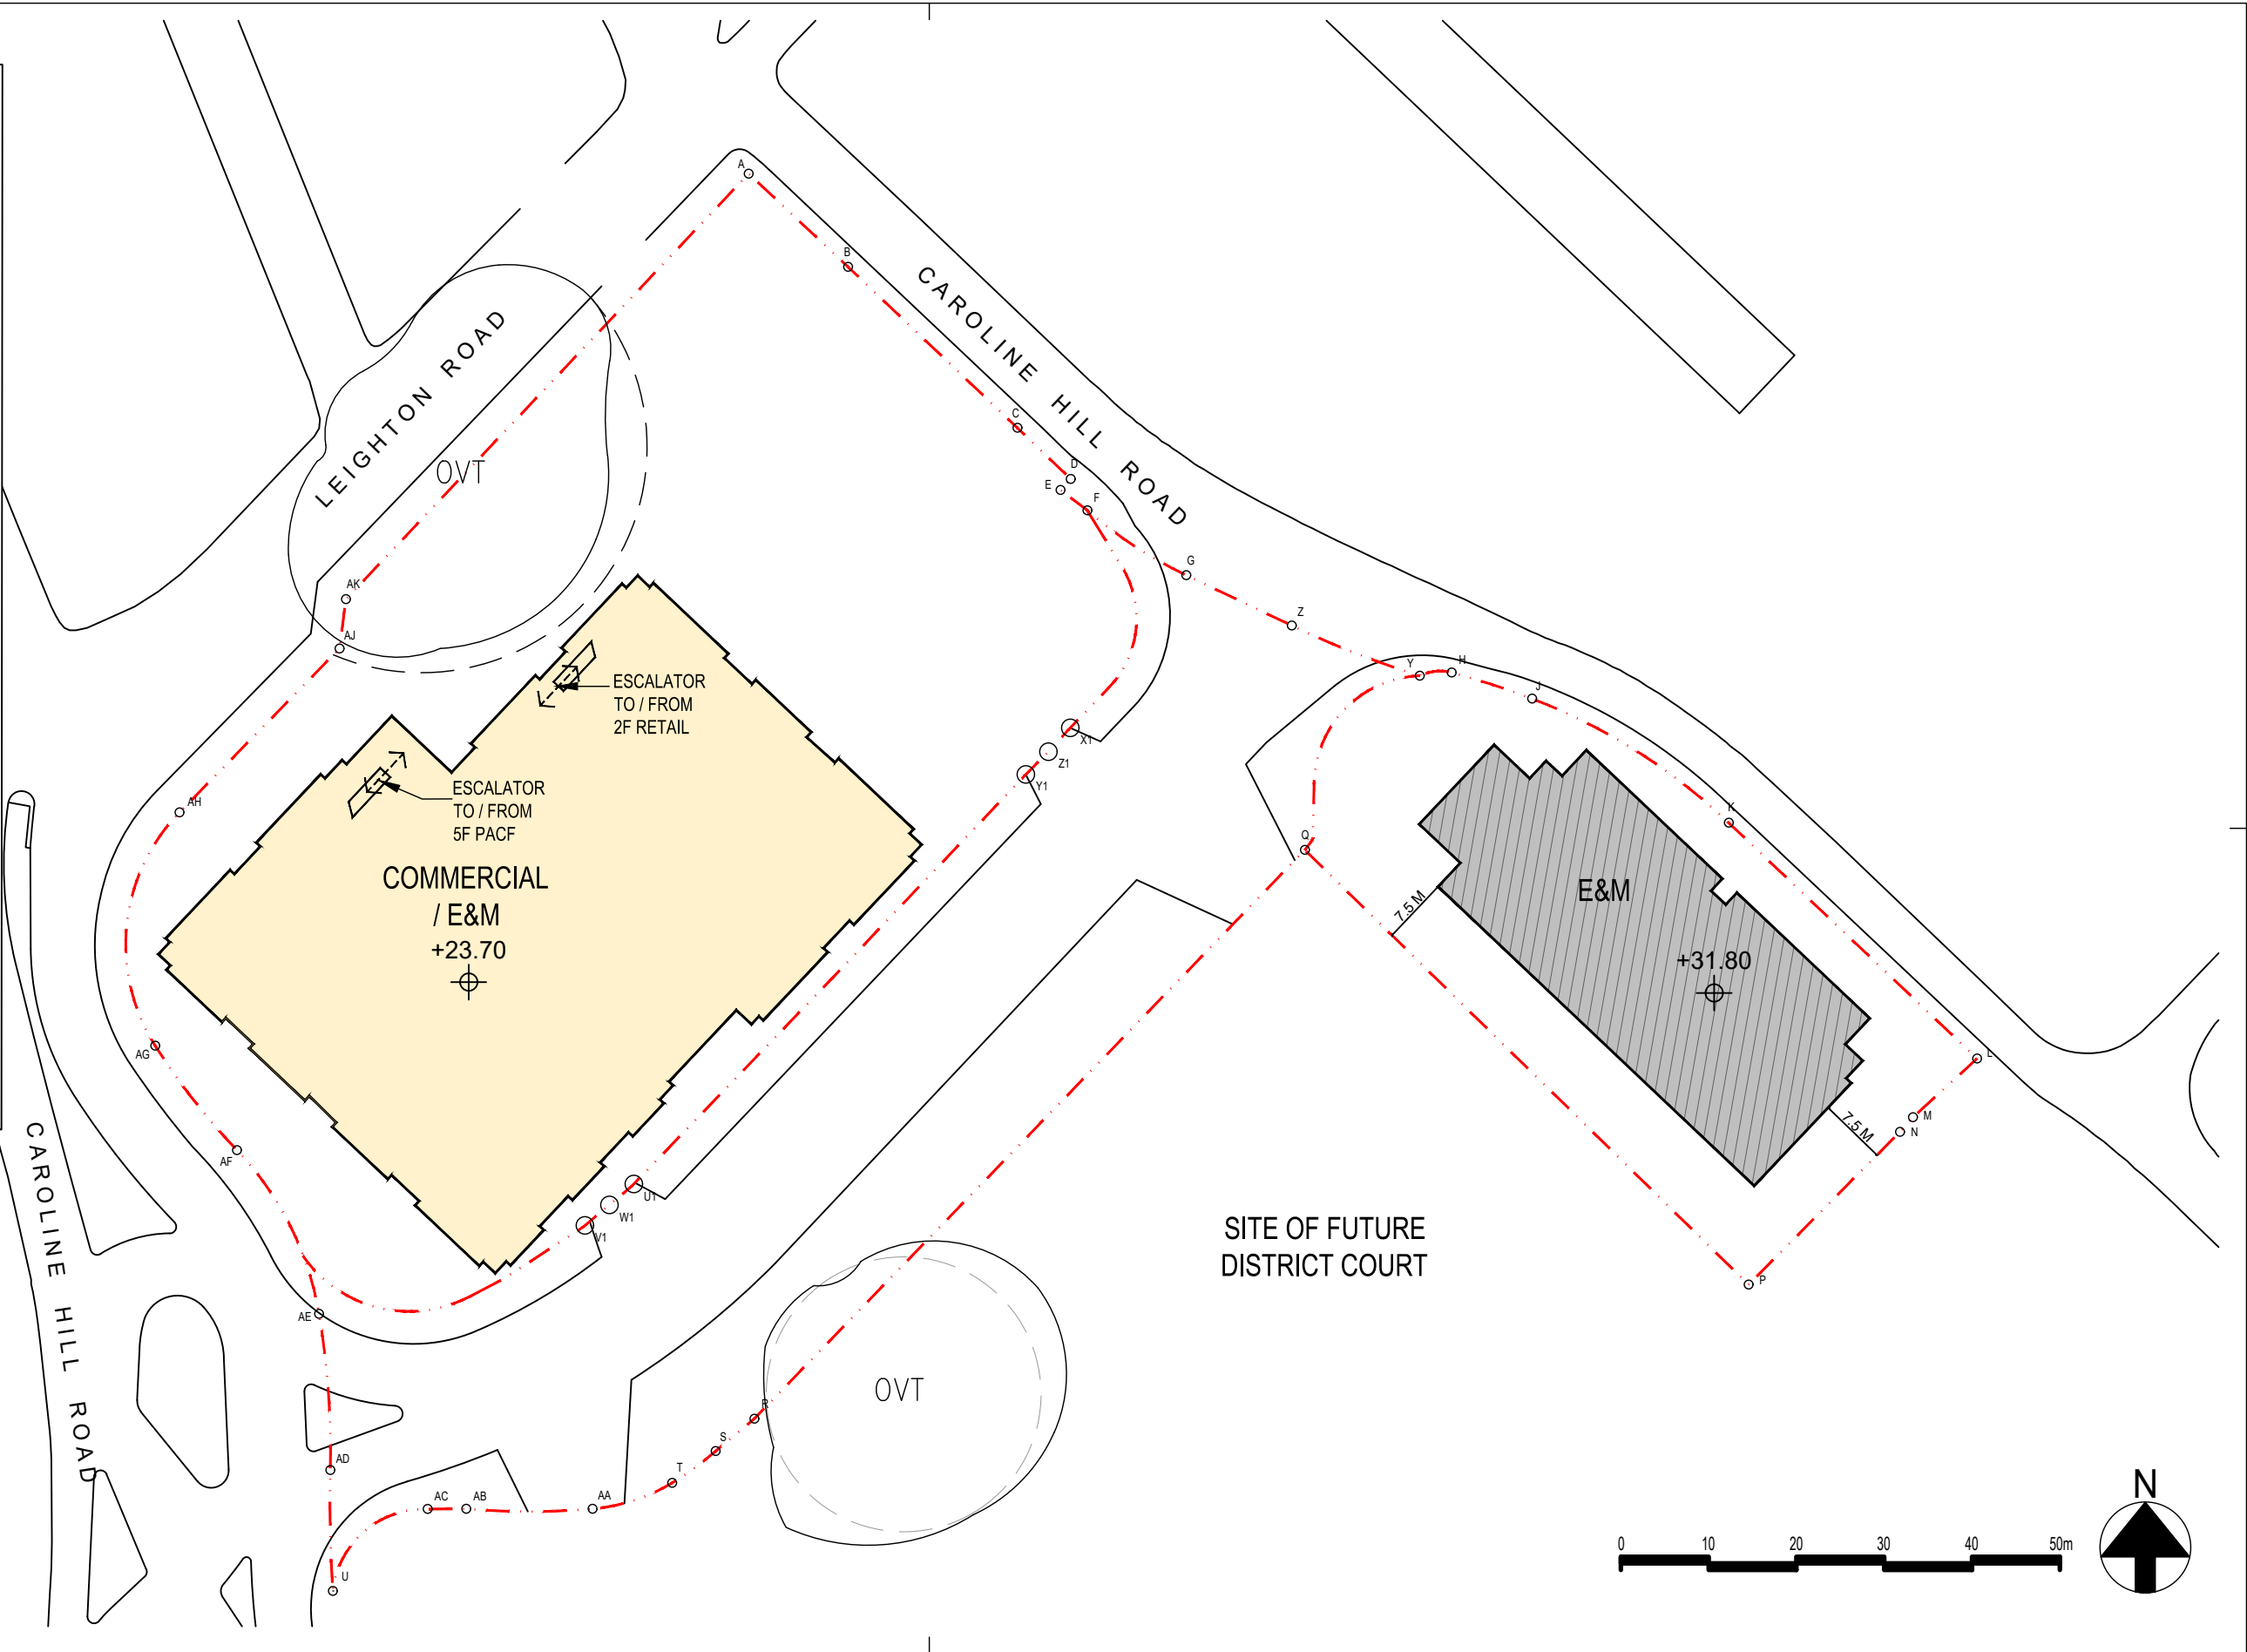 A
B
CAROLINE HILL ROAD
LEIGHTON ROAD
OVT
C
D
E
F
G
Z
Y
H
J
K
L
M
N
P
Q
AK
AJ
AH
AG
AF
AE
AD
AC
AB
AA
T
S
R
U
X1
Z1
Y1
U1
W1
V1
ESCALATOR
TO / FROM
2F RETAIL
ESCALATOR
TO / FROM
5F PACF
COMMERCIAL
/ E&M
+23.70
E&M
+31.80
7.5 M
7.5 M
CAROLINE HILL ROAD
SITE OF FUTURE
DISTRICT COURT
OVT
0 10 20 30 40 50m
N